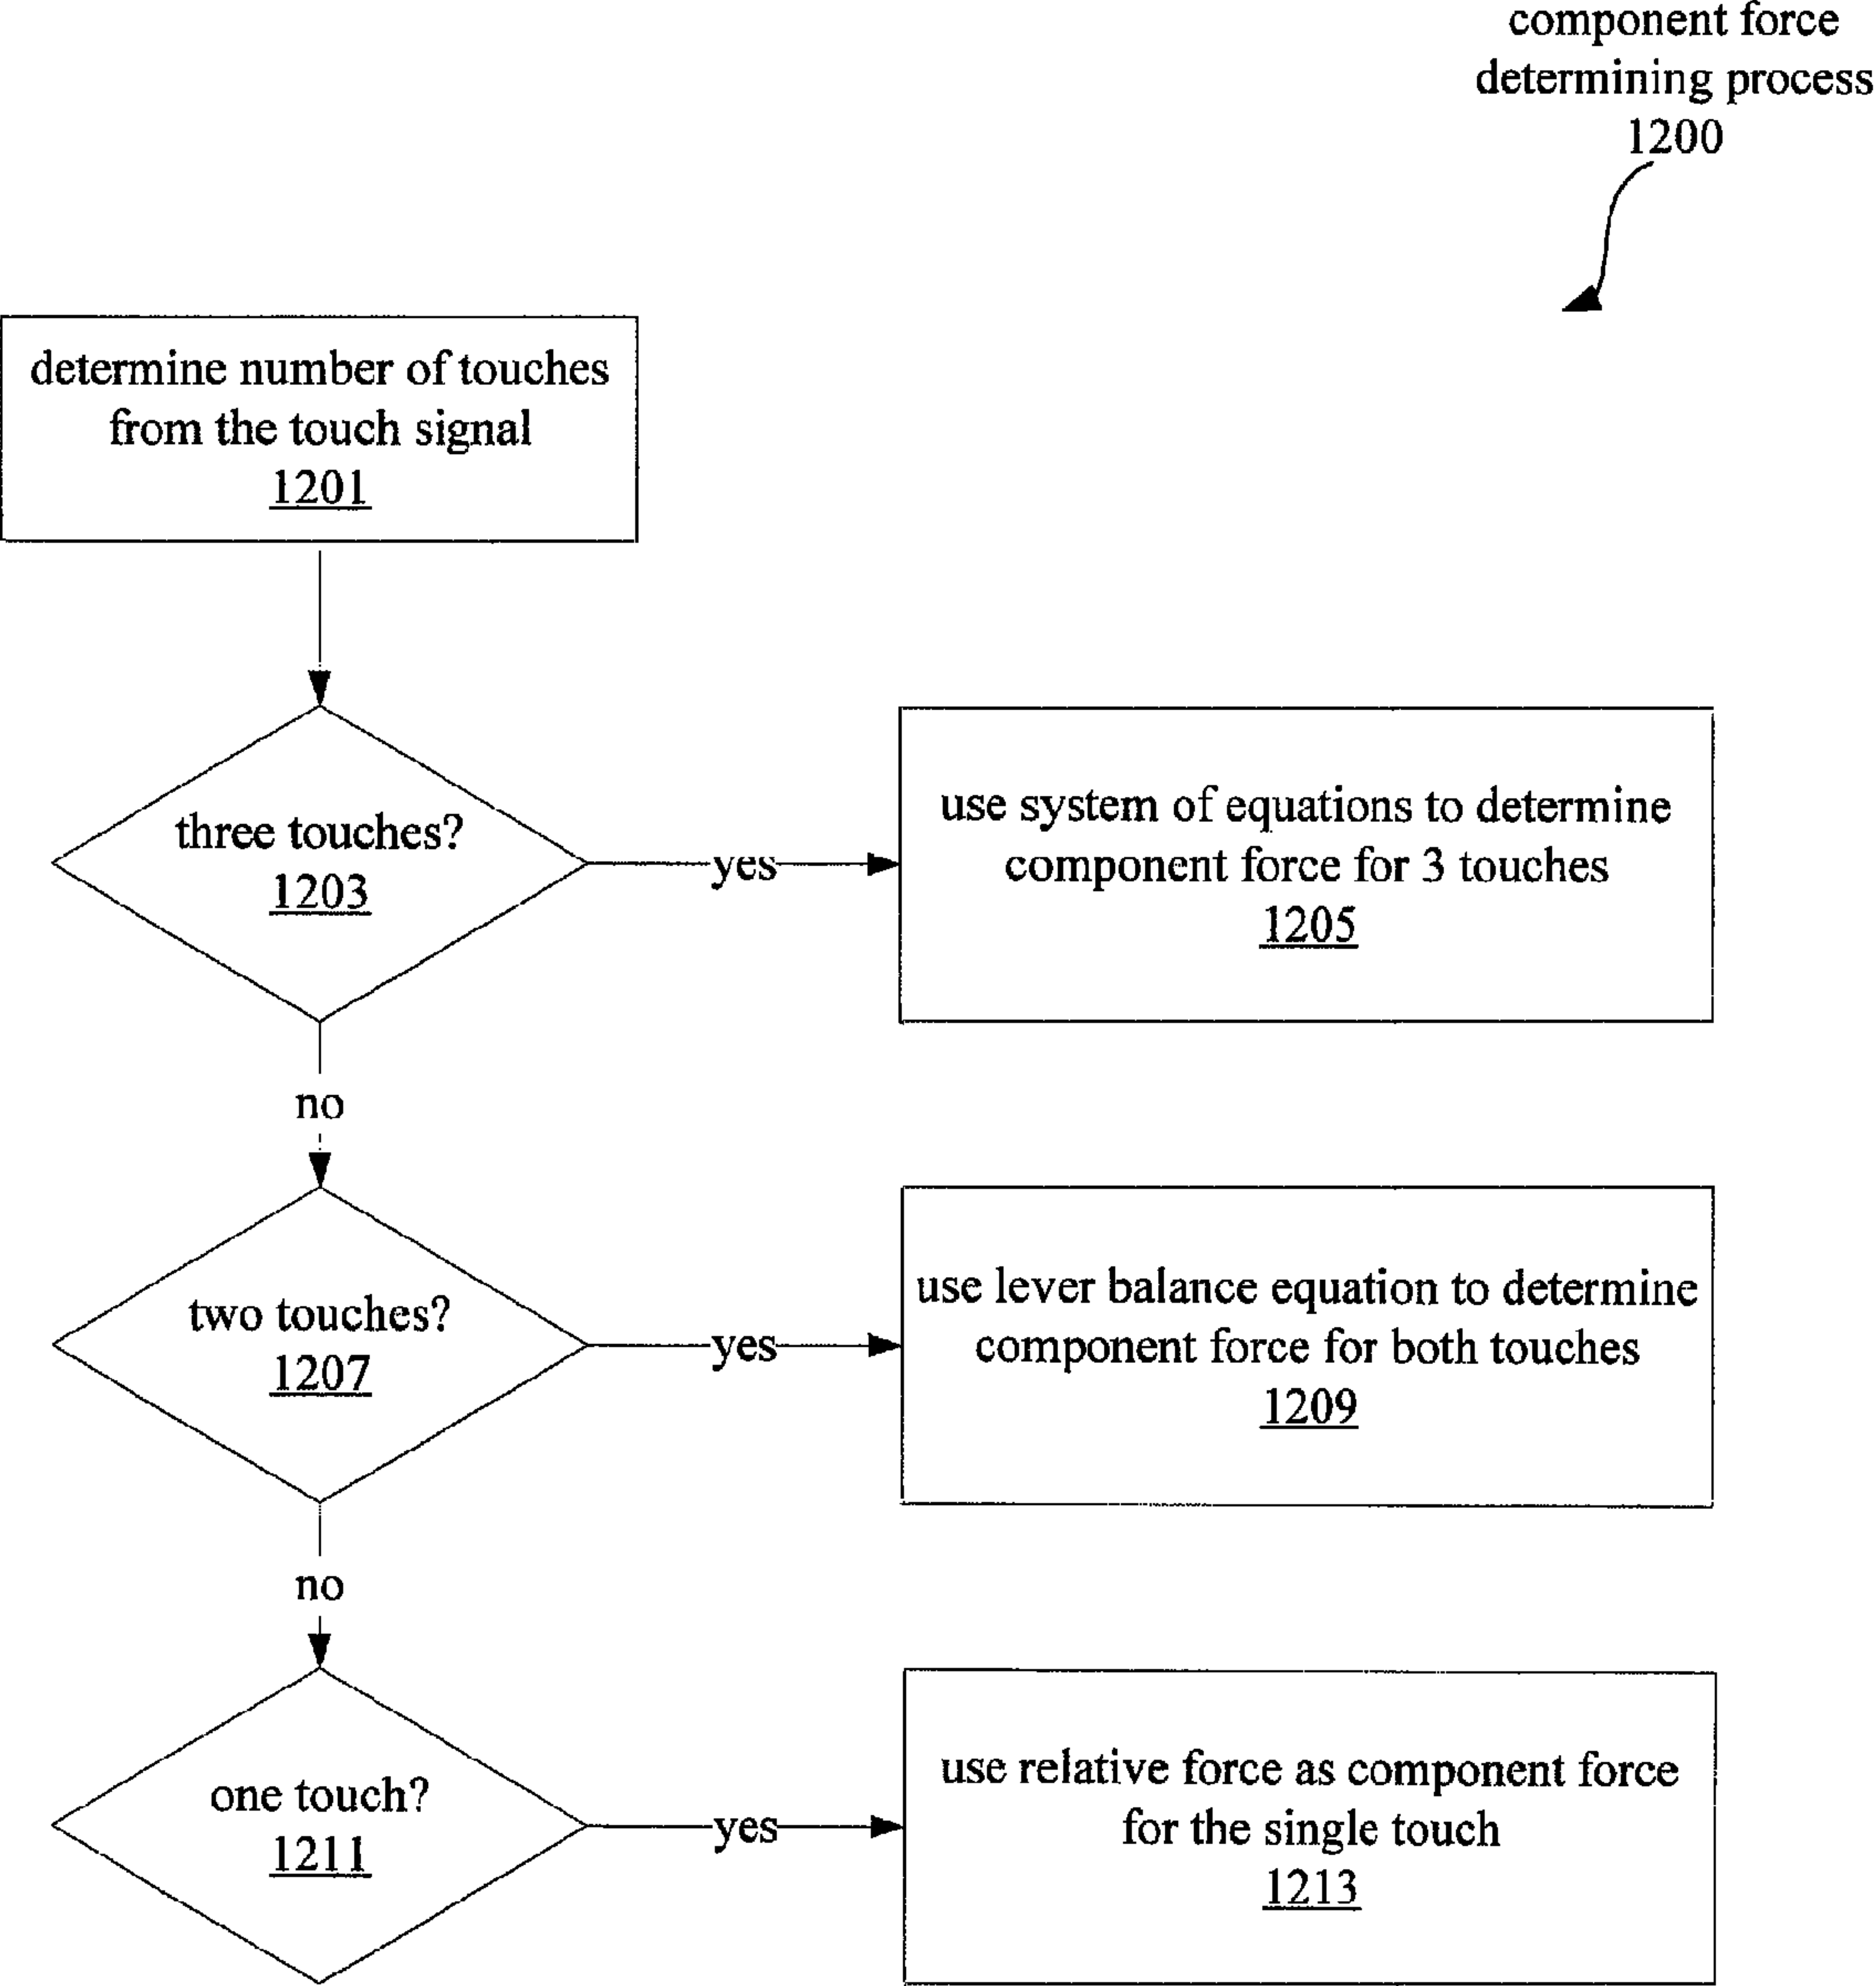 component force
determining process
1200
determine number of touches
from the touch signal
1201
three touches?
1203
yes
use system of equations to determine
component force for 3 touches
1205
no
two touches?
1207
yes
use lever balance equation to determine
component force for both touches
1209
no
one touch?
1211
yes
use relative force as component force
for the single touch
1213